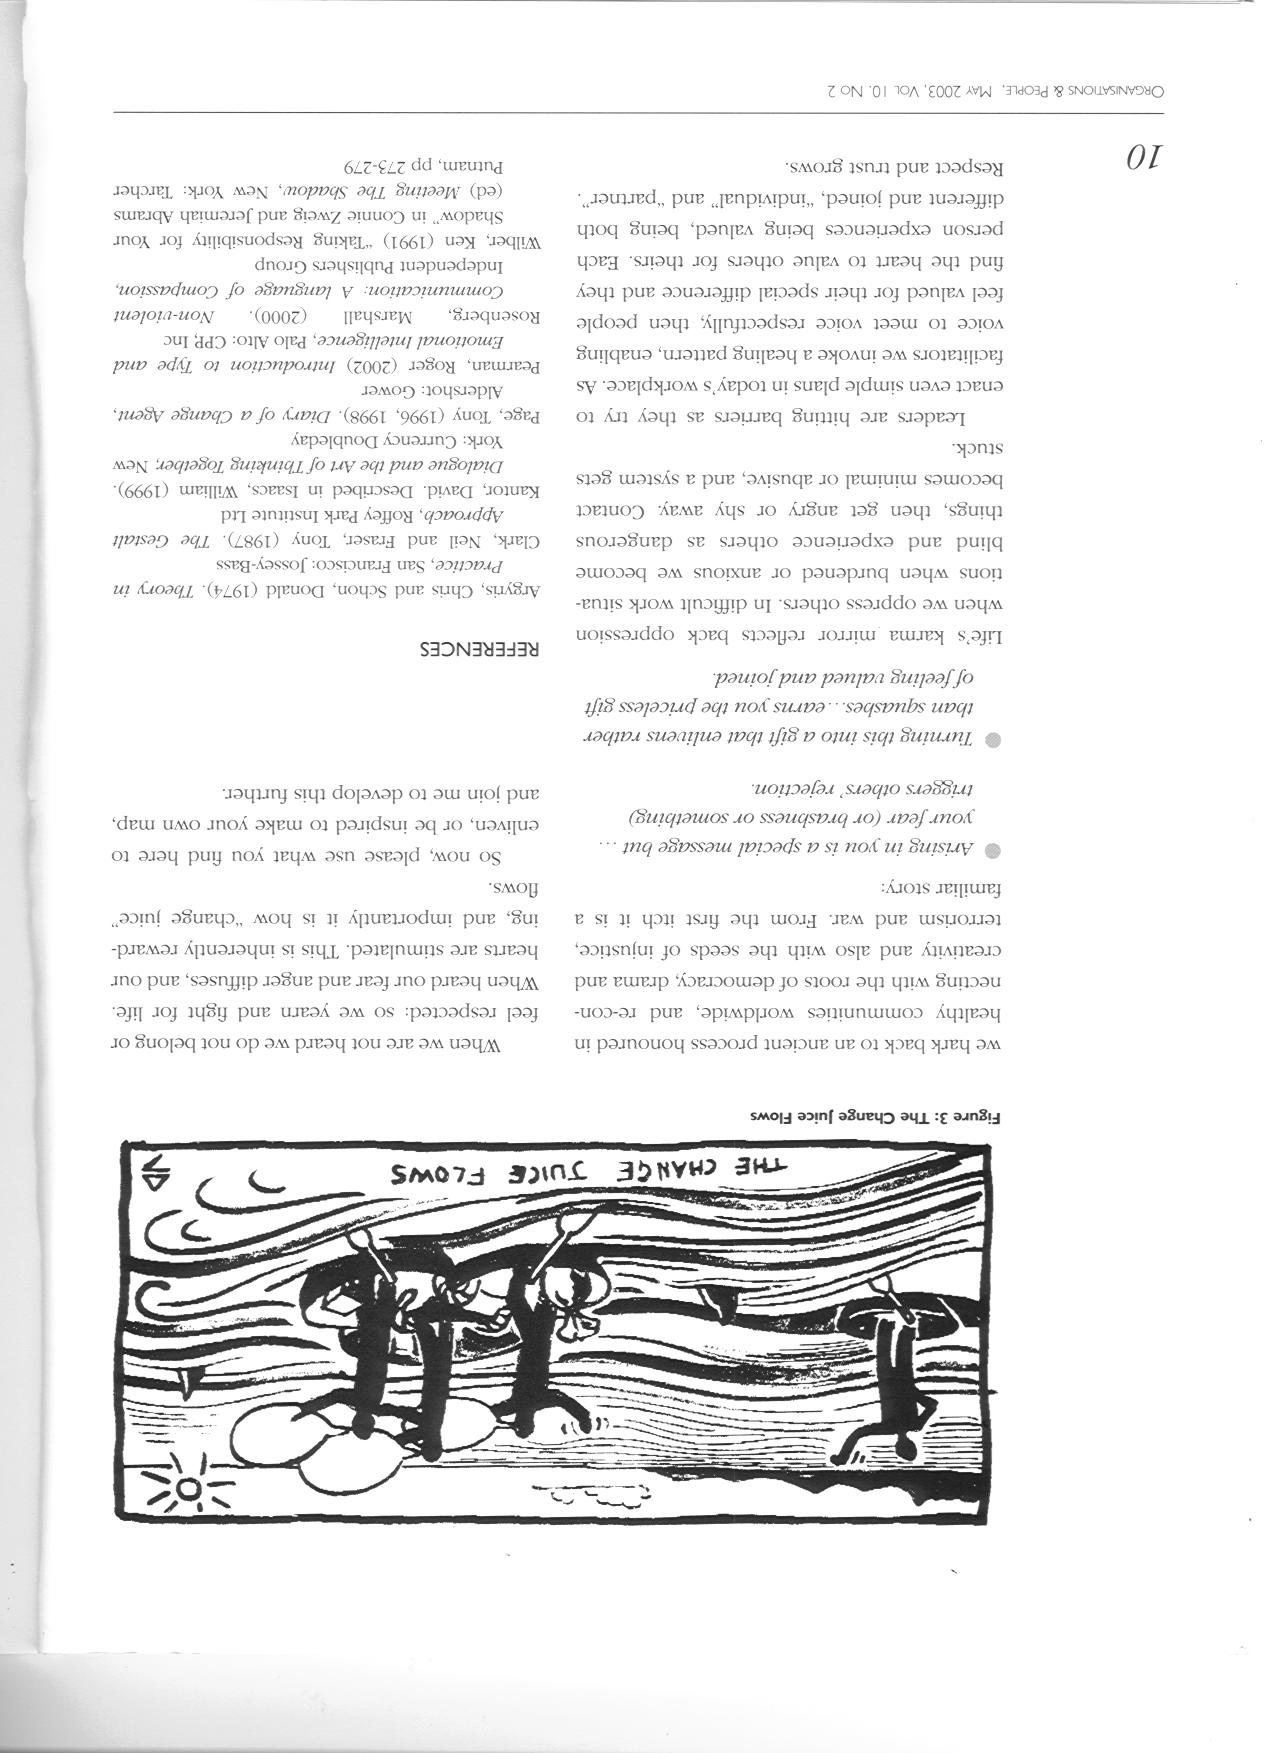 THE CHANGE JUICE FLOWS
Figure 3: The Change Juice Flows
we hark back to an ancient process honoured in
healthy communities worldwide, and re-con-
necting with the roots of democracy, drama and
creativity and also with the seeds of injustice,
terrorism and war. From the first itch it is a
familiar story:
● Arising in you is a special message but …
your fear (or brashness or something)
triggers others' rejection.
● Turning this into a gift that enlivens rather
than squashes…earns you the priceless gift
of feeling valued and joined.
Life's karma mirror reflects back oppression
when we oppress others. In difficult work situa-
tions when burdened or anxious we become
blind and experience others as dangerous
things, then get angry or shy away. Contact
becomes minimal or abusive, and a system gets
stuck.
Leaders are hitting barriers as they try to
enact even simple plans in today's workplace. As
facilitators we invoke a healing pattern, enabling
voice to meet voice respectfully, then people
feel valued for their special difference and they
find the heart to value others for theirs. Each
person experiences being valued, being both
different and joined, "individual" and "partner".
Respect and trust grows.
When we are not heard we do not belong or
feel respected: so we yearn and fight for life.
When heard our fear and anger diffuses, and our
hearts are stimulated. This is inherently reward-
ing, and importantly it is how "change juice"
flows.
So now, please use what you find here to
enliven, or be inspired to make your own map,
and join me to develop this further.
REFERENCES
Argyris, Chris and Schon, Donald (1974). Theory in
Practice, San Francisco: Jossey-Bass
Clark, Neil and Fraser, Tony (1987). The Gestalt
Approach, Roffey Park Institute Ltd
Kantor, David. Described in Isaacs, William (1999).
Dialogue and the Art of Thinking Together, New
York: Currency Doubleday
Page, Tony (1996, 1998). Diary of a Change Agent,
Aldershot: Gower
Pearman, Roger (2002) Introduction to Type and
Emotional Intelligence, Palo Alto: CPP, Inc
Rosenberg, Marshall (2000). Non-violent
Communication: A language of Compassion,
Independent Publishers Group
Wilber, Ken (1991) "Taking Responsibility for Your
Shadow" in Connie Zweig and Jeremiah Abrams
(ed) Meeting The Shadow, New York: Tarcher
Putnam, pp 273-279
10
ORGANISATIONS & PEOPLE, MAY 2003, VOL 10. NO 2